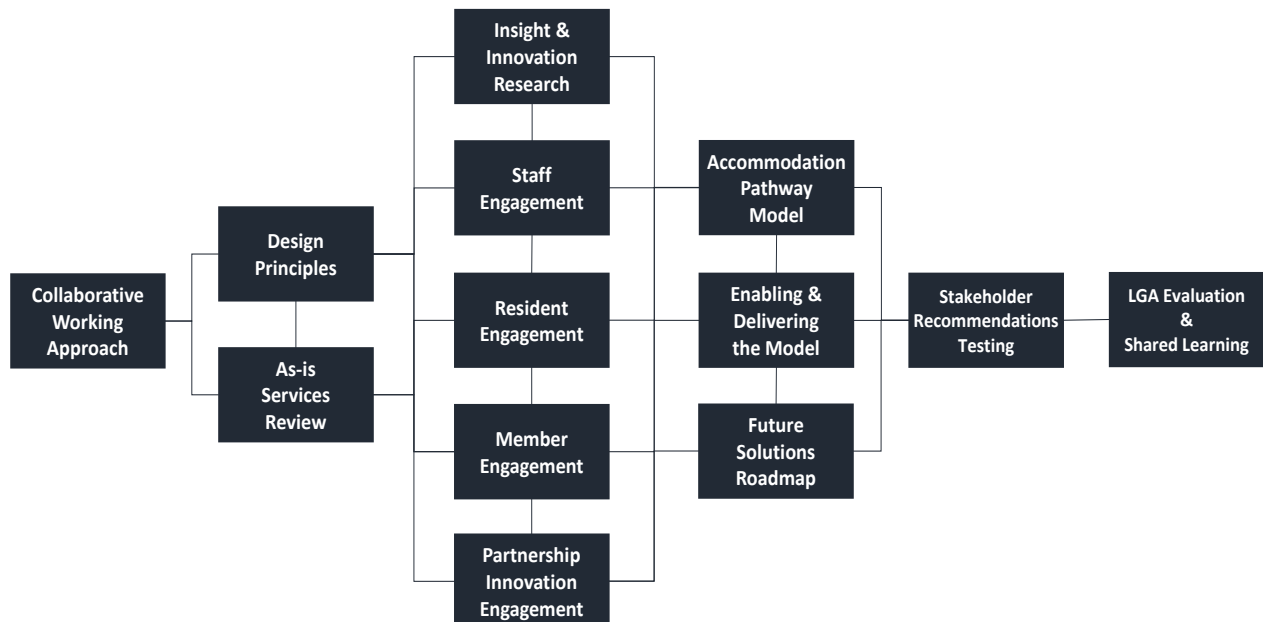 Collaborative
Working
Approach
Design
Principles
As-is
Services
Review
Insight &
Innovation
Research
Staff
Engagement
Resident
Engagement
Member
Engagement
Partnership
Innovation
Engagement
Accommodation
Pathway
Model
Enabling &
Delivering
the Model
Future
Solutions
Roadmap
Stakeholder
Recommendations
Testing
LGA Evaluation
&
Shared Learning